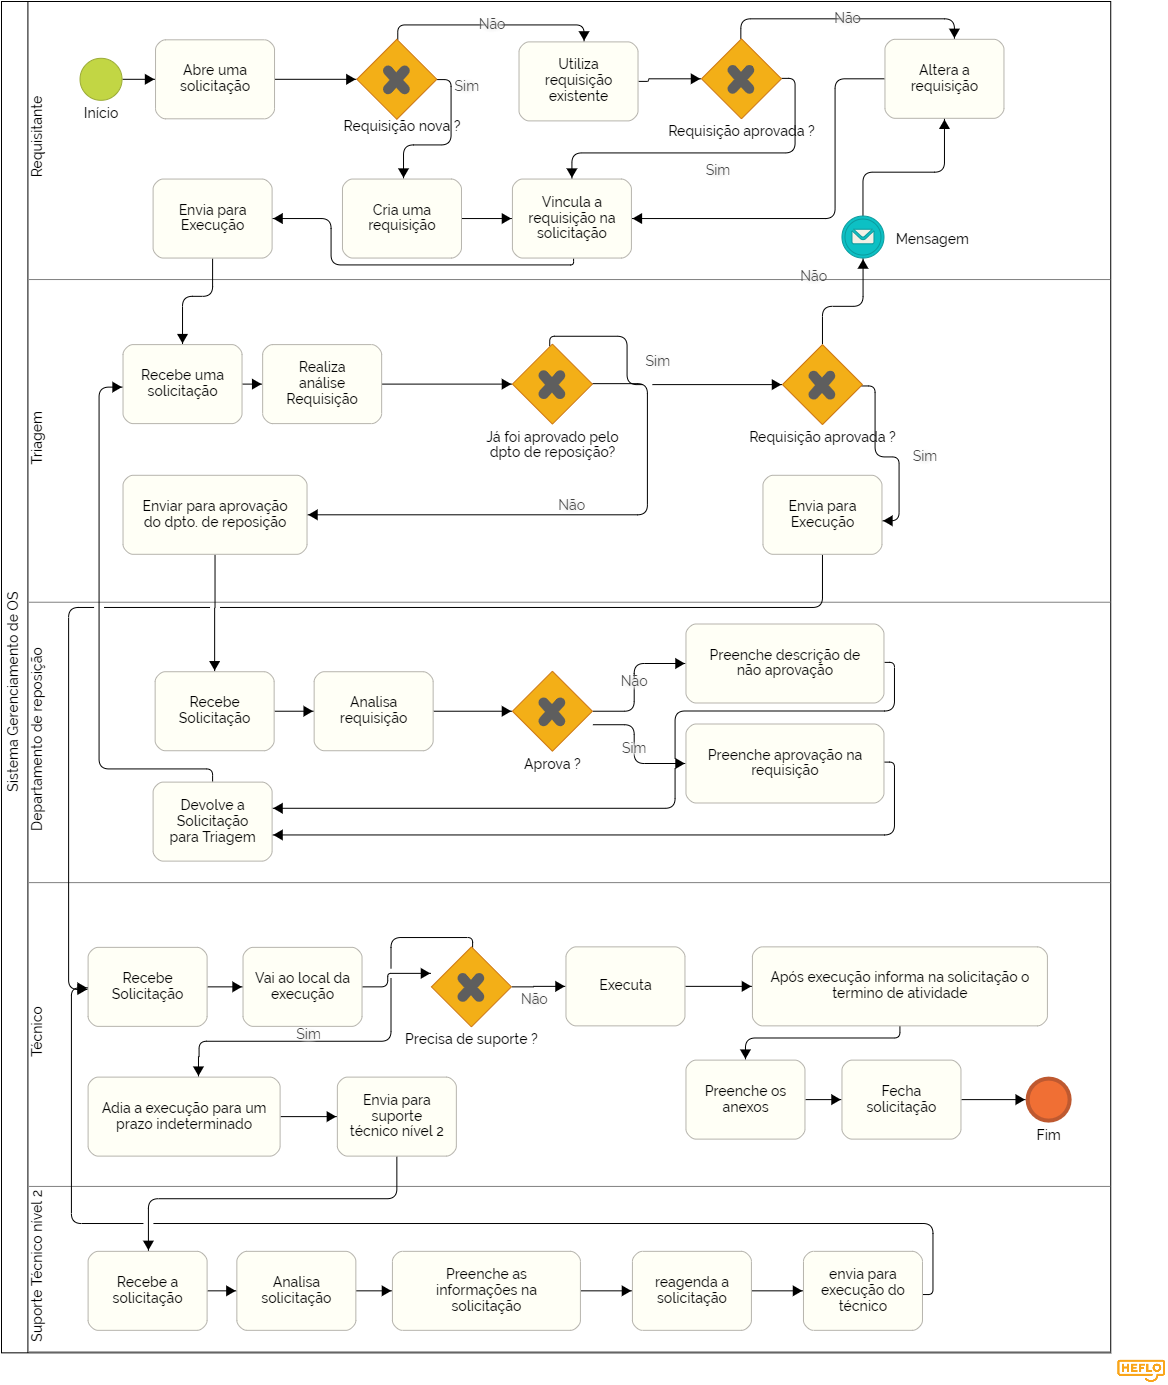 Sistema Gerenciamento de OS
Requisitante
Início
Abre uma
solicitação
Requisição nova ?
Não
Sim
Utiliza
requisição
existente
Requisição aprovada ?
Não
Sim
Altera a
requisição
Envia para
Execução
Cria uma
requisição
Vincula a
requisição na
solicitação
Mensagem
Não
Triagem
Recebe uma
solicitação
Realiza
análise
Requisição
Já foi aprovado pelo
dpto de reposição?
Sim
Requisição aprovada ?
Sim
Enviar para aprovação
do dpto. de reposição
Não
Envia para
Execução
Departamento de reposição
Recebe
Solicitação
Analisa
requisição
Aprova ?
Não
Sim
Preenche descrição de
não aprovação
Preenche aprovação na
requisição
Devolve a
Solicitação
para Triagem
Técnico
Recebe
Solicitação
Vai ao local da
execução
Precisa de suporte ?
Não
Sim
Executa
Após execução informa na solicitação o
termino de atividade
Adia a execução para um
prazo indeterminado
Envia para
suporte
técnico nível 2
Preenche os
anexos
Fecha
solicitação
Fim
Suporte Técnico nível 2
Recebe a
solicitação
Analisa
solicitação
Preenche as
informações na
solicitação
reagenda a
solicitação
envia para
execução do
técnico
HEFLO